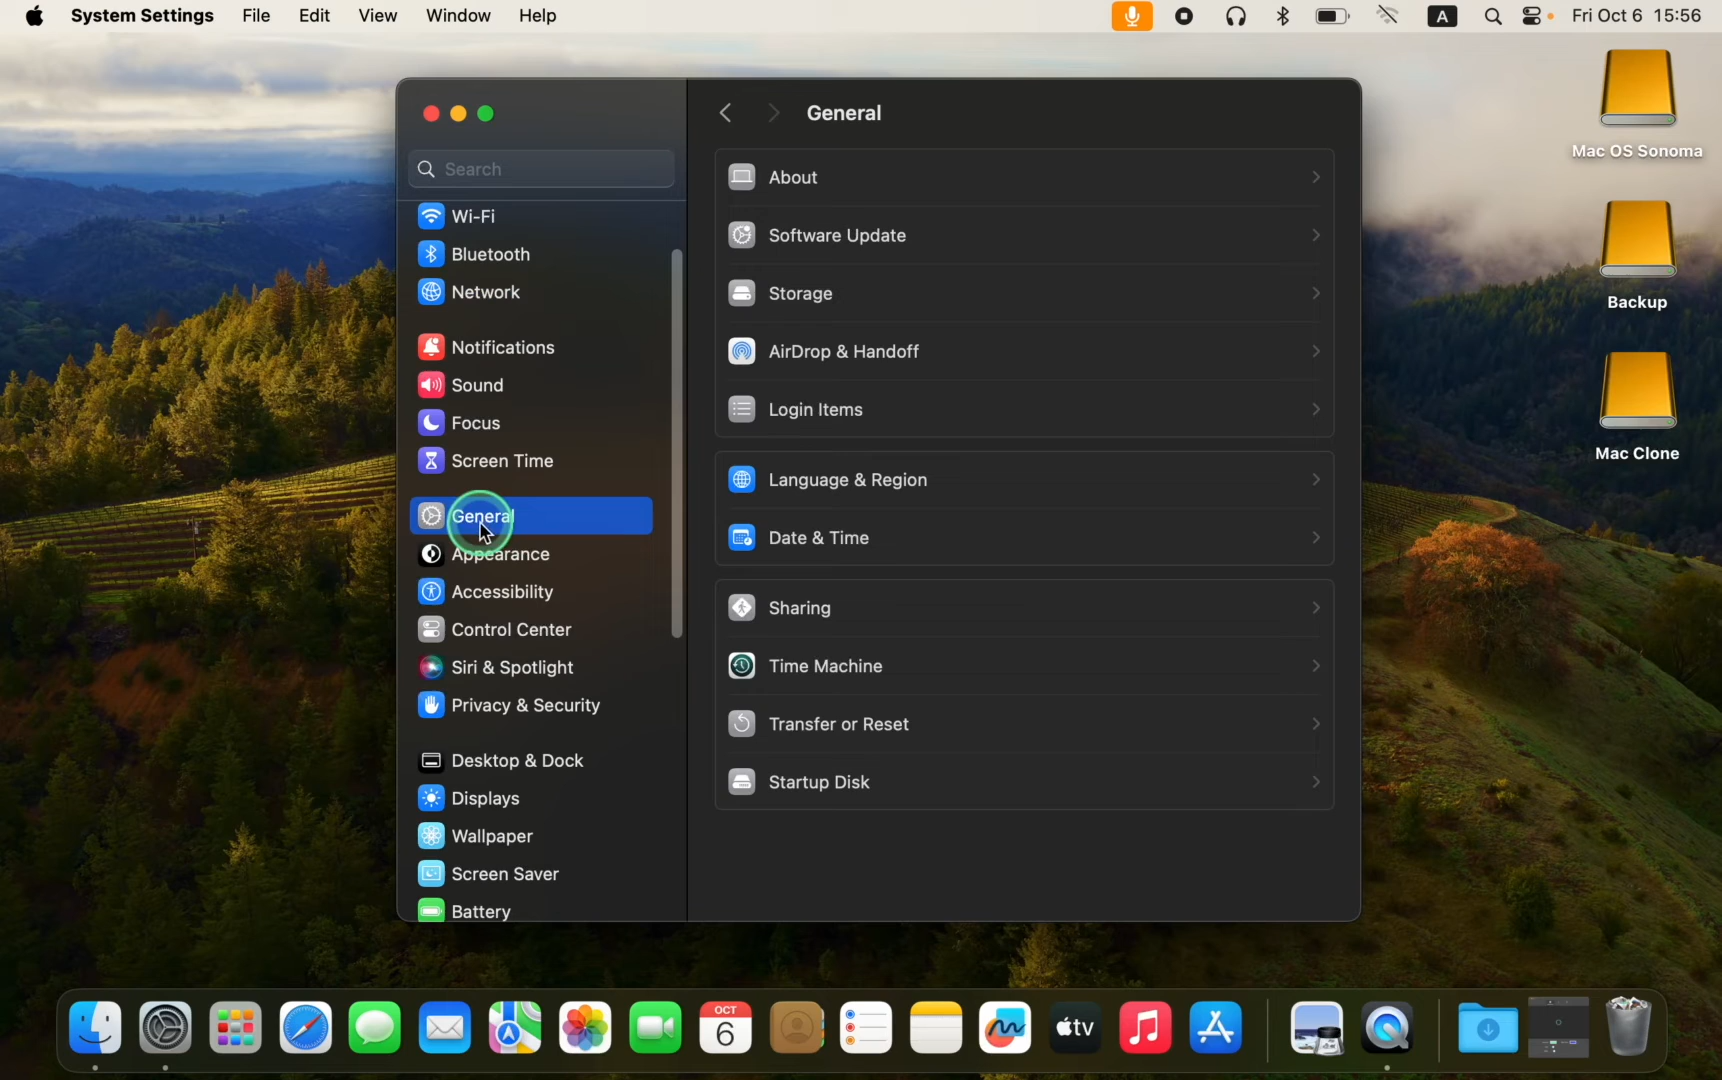 System Settings File Edit View Window Help A Fri Oct 6 15:56
Mac OS Sonoma
Backup
Mac Clone
Search
Wi-Fi
Bluetooth
Network
Notifications
Sound
Focus
Screen Time
General
Appearance
Accessibility
Control Center
Siri & Spotlight
Privacy & Security
Desktop & Dock
Displays
Wallpaper
Screen Saver
Battery
General
About
Software Update
Storage
AirDrop & Handoff
Login Items
Language & Region
Date & Time
Sharing
Time Machine
Transfer or Reset
Startup Disk
OCT
6
tv